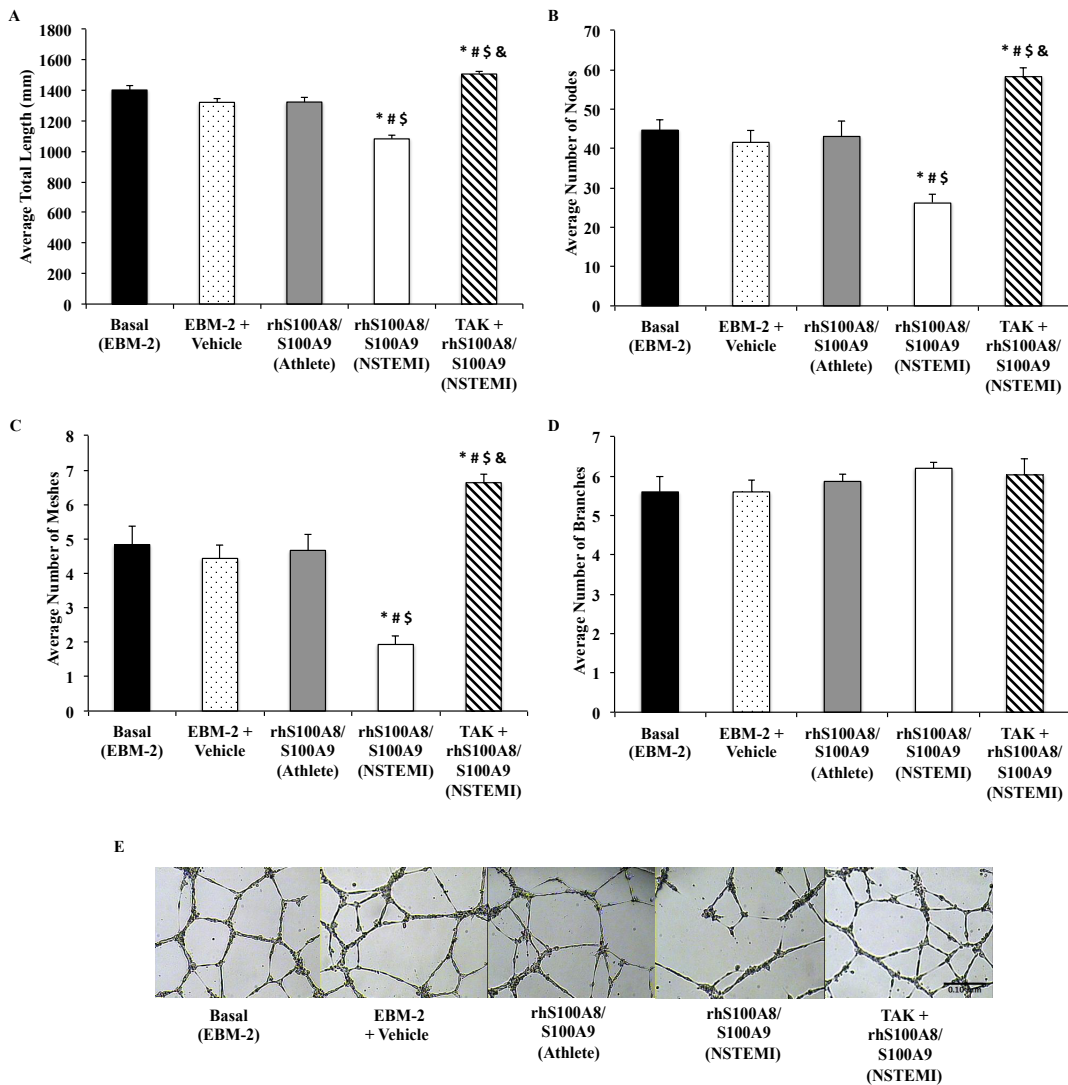 A
Average Total Length (mm)
1800
1600
1400
1200
1000
800
600
400
200
0
* # $
* # $ &
Basal
(EBM-2)
EBM-2 +
Vehicle
rhS100A8/
S100A9
(Athlete)
rhS100A8/
S100A9
(NSTEMI)
TAK +
rhS100A8/
S100A9
(NSTEMI)
B
Average Number of Nodes
70
60
50
40
30
20
10
0
* # $
* # $ &
Basal
(EBM-2)
EBM-2 +
Vehicle
rhS100A8/
S100A9
(Athlete)
rhS100A8/
S100A9
(NSTEMI)
TAK +
rhS100A8/
S100A9
(NSTEMI)
C
Average Number of Meshes
8
7
6
5
4
3
2
1
0
* # $
* # $ &
Basal
(EBM-2)
EBM-2 +
Vehicle
rhS100A8/
S100A9
(Athlete)
rhS100A8/
S100A9
(NSTEMI)
TAK +
rhS100A8/
S100A9
(NSTEMI)
D
Average Number of Branches
7
6
5
4
3
2
1
0
Basal
(EBM-2)
EBM-2 +
Vehicle
rhS100A8/
S100A9
(Athlete)
rhS100A8/
S100A9
(NSTEMI)
TAK +
rhS100A8/
S100A9
(NSTEMI)
E
Basal
(EBM-2)
EBM-2
+ Vehicle
rhS100A8/
S100A9
(Athlete)
rhS100A8/
S100A9
(NSTEMI)
TAK +
rhS100A8/
S100A9
(NSTEMI)